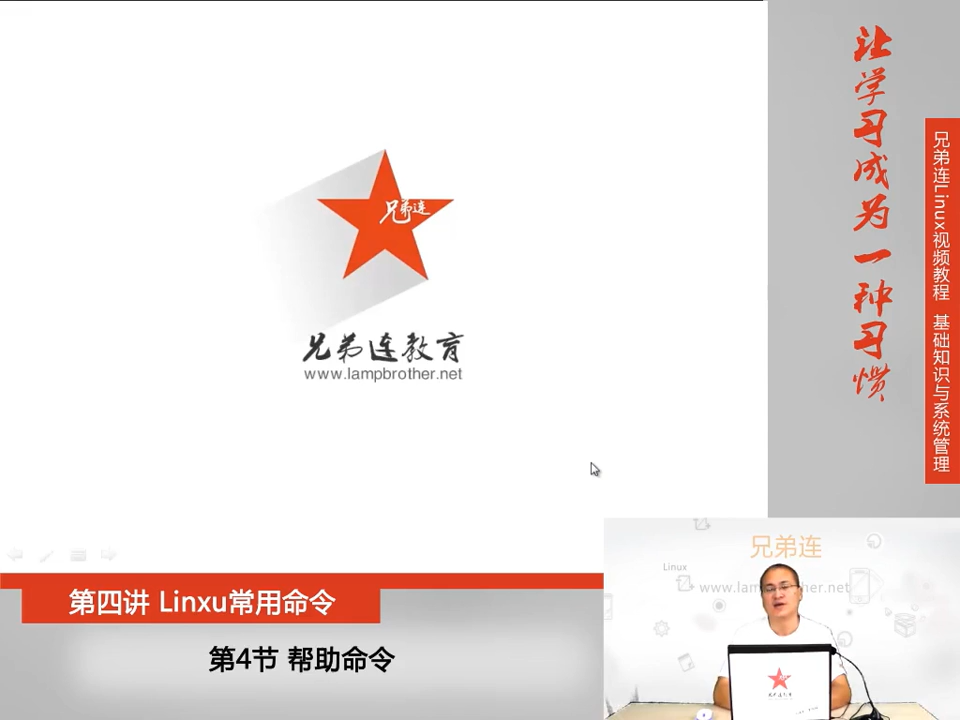 兄弟连
兄弟连教育
www.lampbrother.net
让学习成为一种习惯
兄弟连Linux视频教程 基础知识与系统管理
第四讲 Linxu常用命令
第4节 帮助命令
兄弟连
Linux